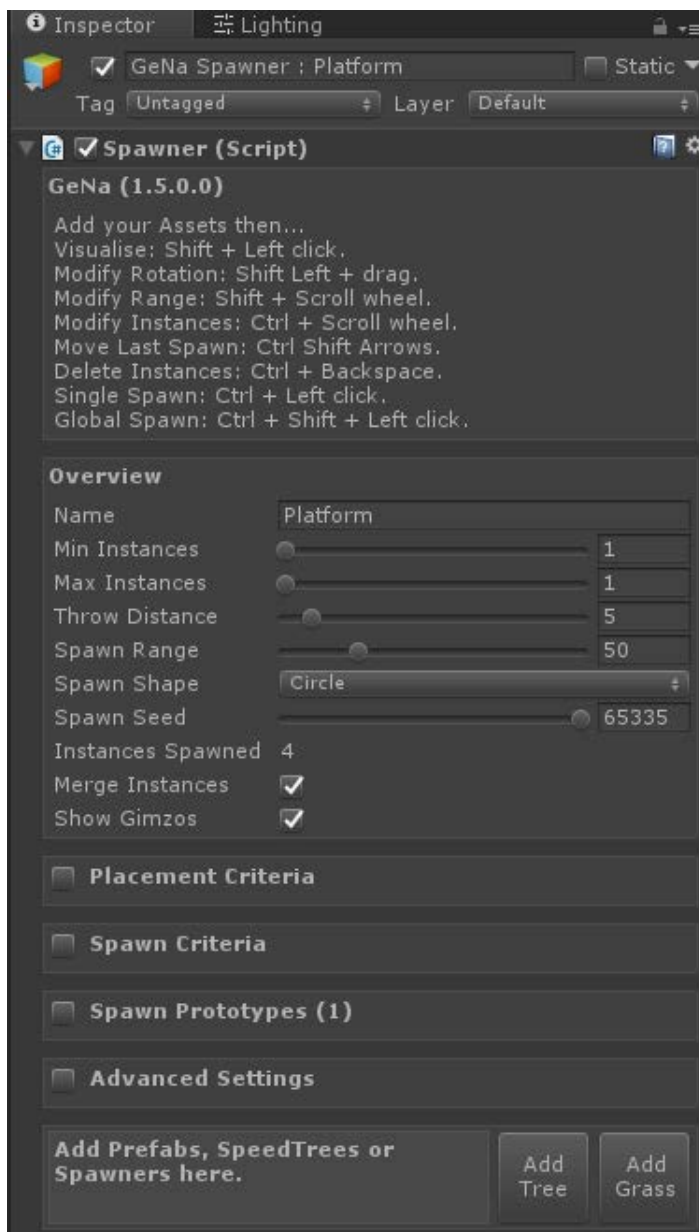 Inspector Lighting
GeNa Spawner : Platform Static
Tag Untagged Layer Default
Spawner (Script)
GeNa (1.5.0.0)
Add your Assets then...
Visualise: Shift + Left click.
Modify Rotation: Shift Left + drag.
Modify Range: Shift + Scroll wheel.
Modify Instances: Ctrl + Scroll wheel.
Move Last Spawn: Ctrl Shift Arrows.
Delete Instances: Ctrl + Backspace.
Single Spawn: Ctrl + Left click.
Global Spawn: Ctrl + Shift + Left click.
Overview
Name Platform
Min Instances 1
Max Instances 1
Throw Distance 5
Spawn Range 50
Spawn Shape Circle
Spawn Seed 65335
Instances Spawned 4
Merge Instances
Show Gimzos
Placement Criteria
Spawn Criteria
Spawn Prototypes (1)
Advanced Settings
Add Prefabs, SpeedTrees or
Spawners here.
Add
Tree
Add
Grass